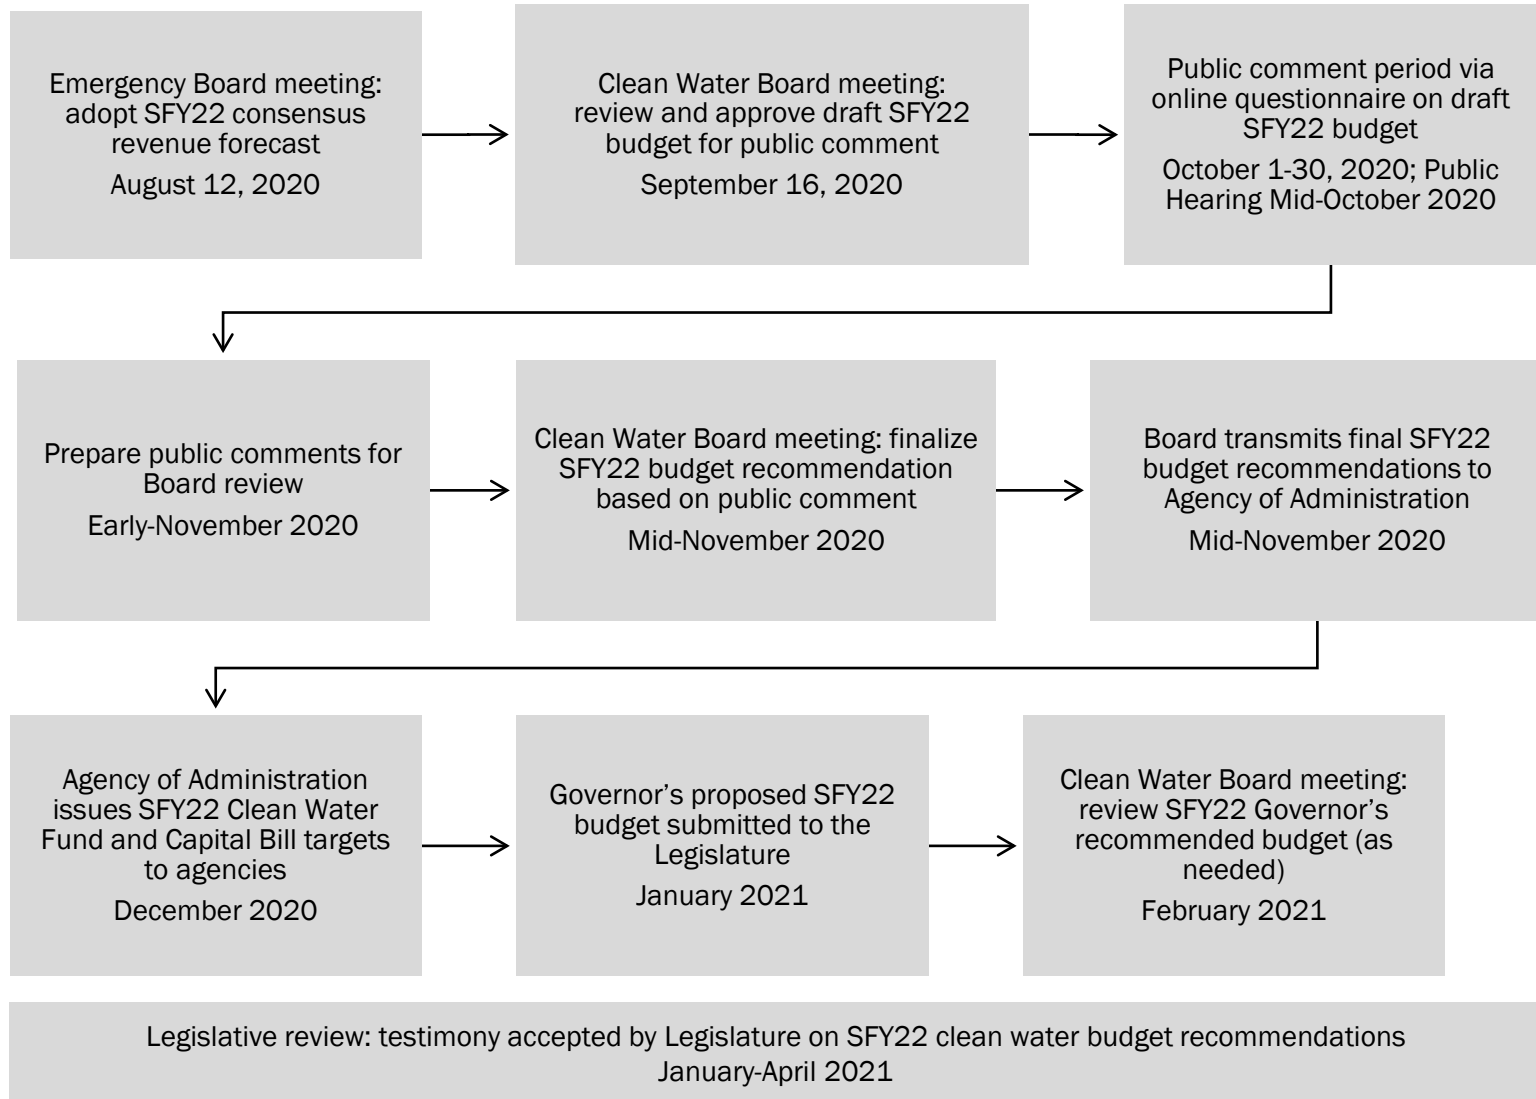 Emergency Board meeting:
adopt SFY22 consensus
revenue forecast
August 12, 2020
Clean Water Board meeting:
review and approve draft SFY22
budget for public comment
September 16, 2020
Public comment period via
online questionnaire on draft
SFY22 budget
October 1-30, 2020; Public
Hearing Mid-October 2020
Prepare public comments for
Board review
Early-November 2020
Clean Water Board meeting: finalize
SFY22 budget recommendation
based on public comment
Mid-November 2020
Board transmits final SFY22
budget recommendations to
Agency of Administration
Mid-November 2020
Agency of Administration
issues SFY22 Clean Water
Fund and Capital Bill targets
to agencies
December 2020
Governor’s proposed SFY22
budget submitted to the
Legislature
January 2021
Clean Water Board meeting:
review SFY22 Governor’s
recommended budget (as
needed)
February 2021
Legislative review: testimony accepted by Legislature on SFY22 clean water budget recommendations
January-April 2021